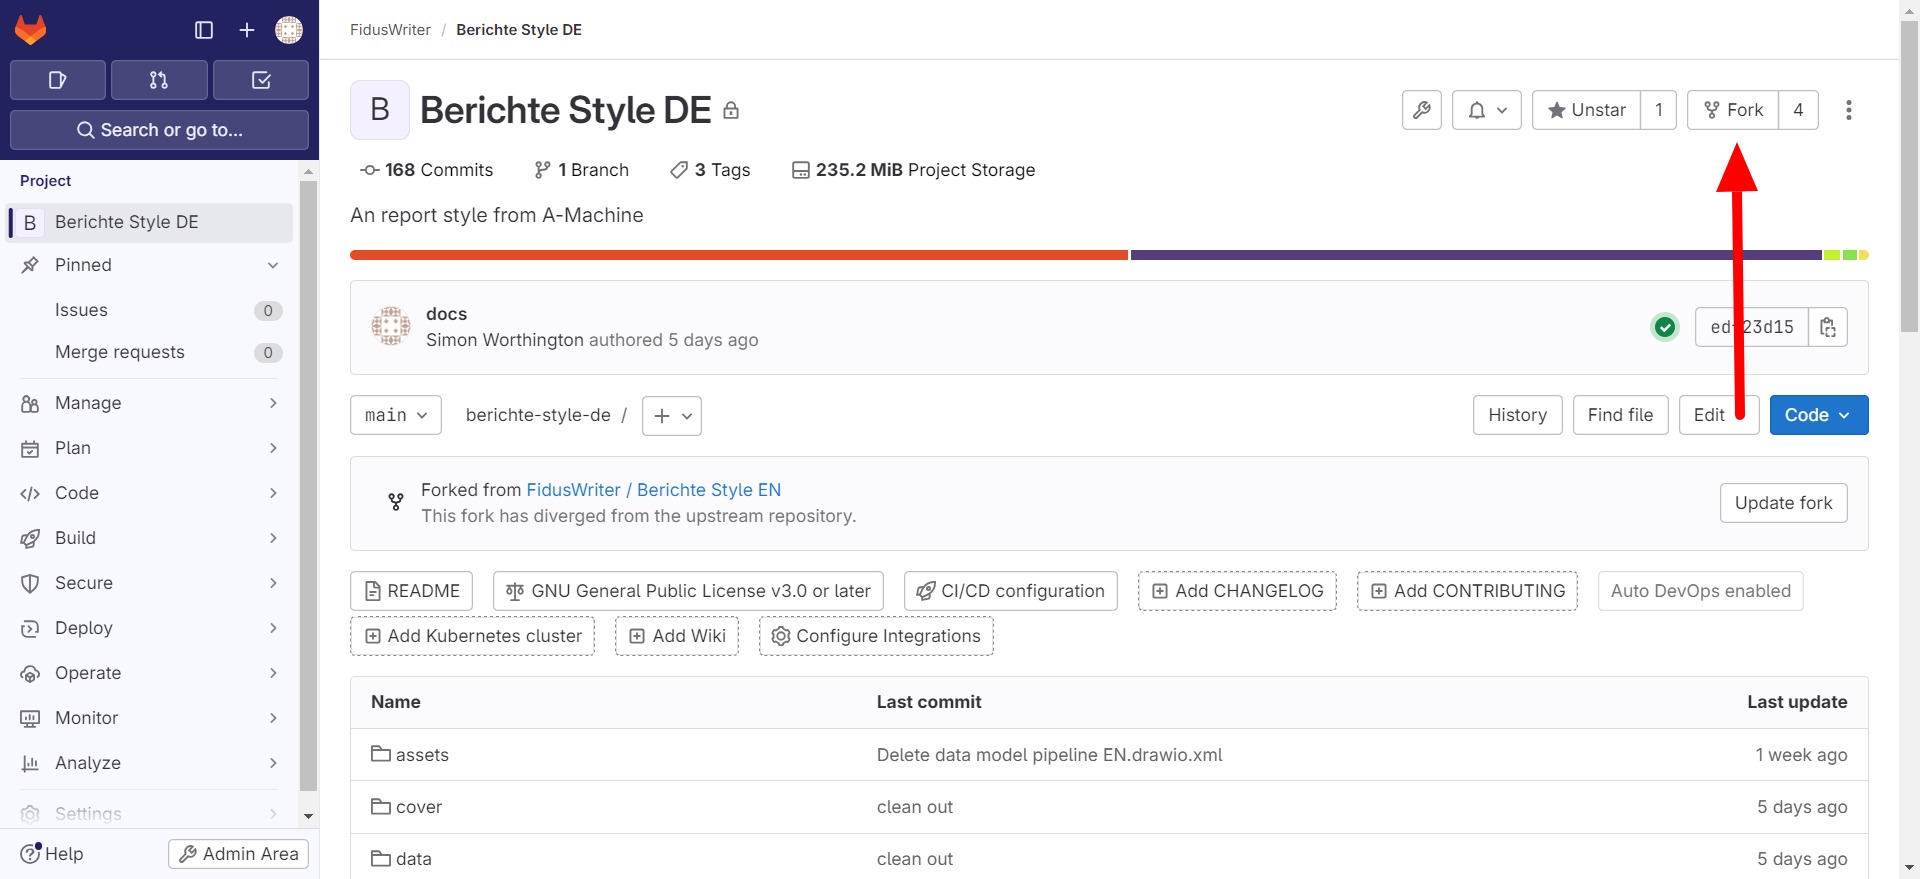 FidusWriter / Berichte Style DE
Search or go to...
Project
B Berichte Style DE
Pinned
Issues 0
Merge requests 0
Manage
Plan
Code
Build
Secure
Deploy
Operate
Monitor
Analyze
Settings
Help Admin Area
B Berichte Style DE
Unstar 1 Fork 4
168 Commits 1 Branch 3 Tags 235.2 MiB Project Storage
An report style from A-Machine
docs
Simon Worthington authored 5 days ago
main berichte-style-de / History Find file Edit Code
Forked from FidusWriter / Berichte Style EN
This fork has diverged from the upstream repository.
Update fork
README GNU General Public License v3.0 or later CI/CD configuration Add CHANGELOG Add CONTRIBUTING Auto DevOps enabled
Add Kubernetes cluster Add Wiki Configure Integrations
Name Last commit Last update
assets Delete data model pipeline EN.drawio.xml 1 week ago
cover clean out 5 days ago
data clean out 5 days ago